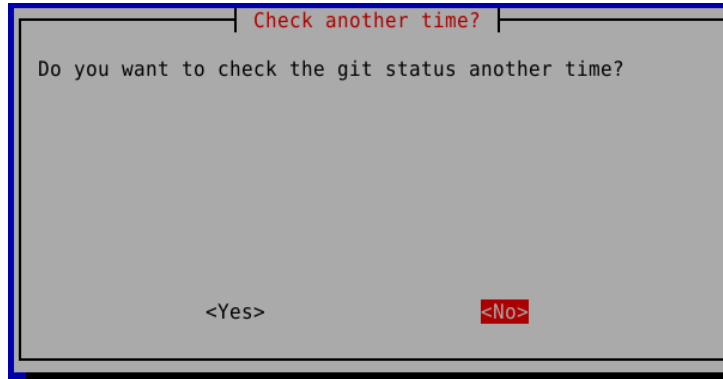 Check another time?
Do you want to check the git status another time?
<Yes> <No>